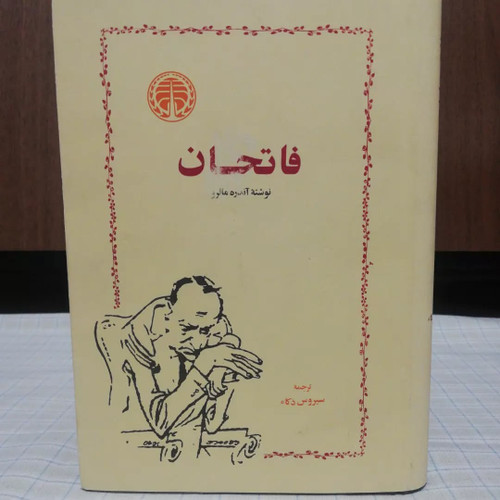 فاتحان
نوشتهٔ آندره مالرو
ترجمهٔ
سیروس ذکاء